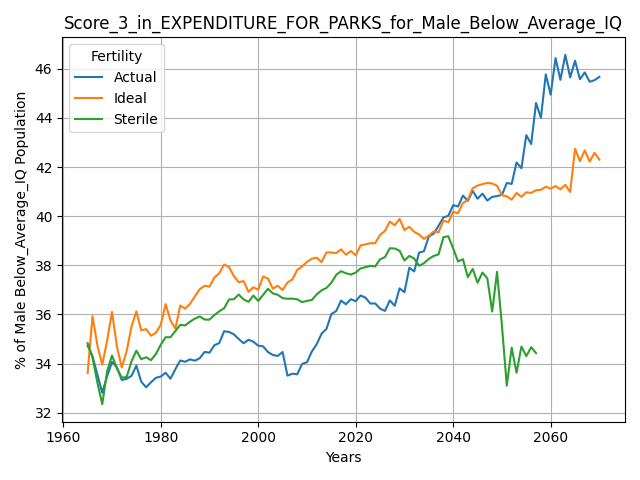 Score_3_in_EXPENDITURE_FOR_PARKS_for_Male_Below_Average_IQ
Fertility
Actual
Ideal
Sterile
% of Male Below_Average_IQ Population
46
44
42
40
38
36
34
32
1960
1980
2000
2020
2040
2060
Years